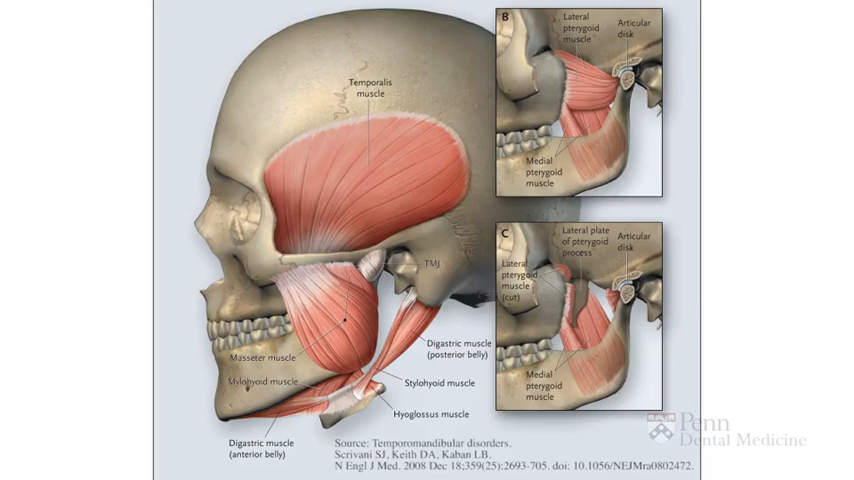 Temporalis
muscle
TMJ
Masseter muscle
Mylohyoid muscle
Digastric muscle
(anterior belly)
Digastric muscle
(posterior belly)
Stylohyoid muscle
Hyoglossus muscle
B
Lateral
pterygoid
muscle
Articular
disk
Medial
pterygoid
muscle
C
Lateral plate
of pterygoid
process
Articular
disk
Lateral
pterygoid
muscle
(cut)
Medial
pterygoid
muscle
Penn
Dental Medicine
Source: Temporomandibular disorders.
Scrivani SJ, Keith DA, Kaban LB.
N Engl J Med. 2008 Dec 18;359(25):2693-705. doi: 10.1056/NEJMra0802472.